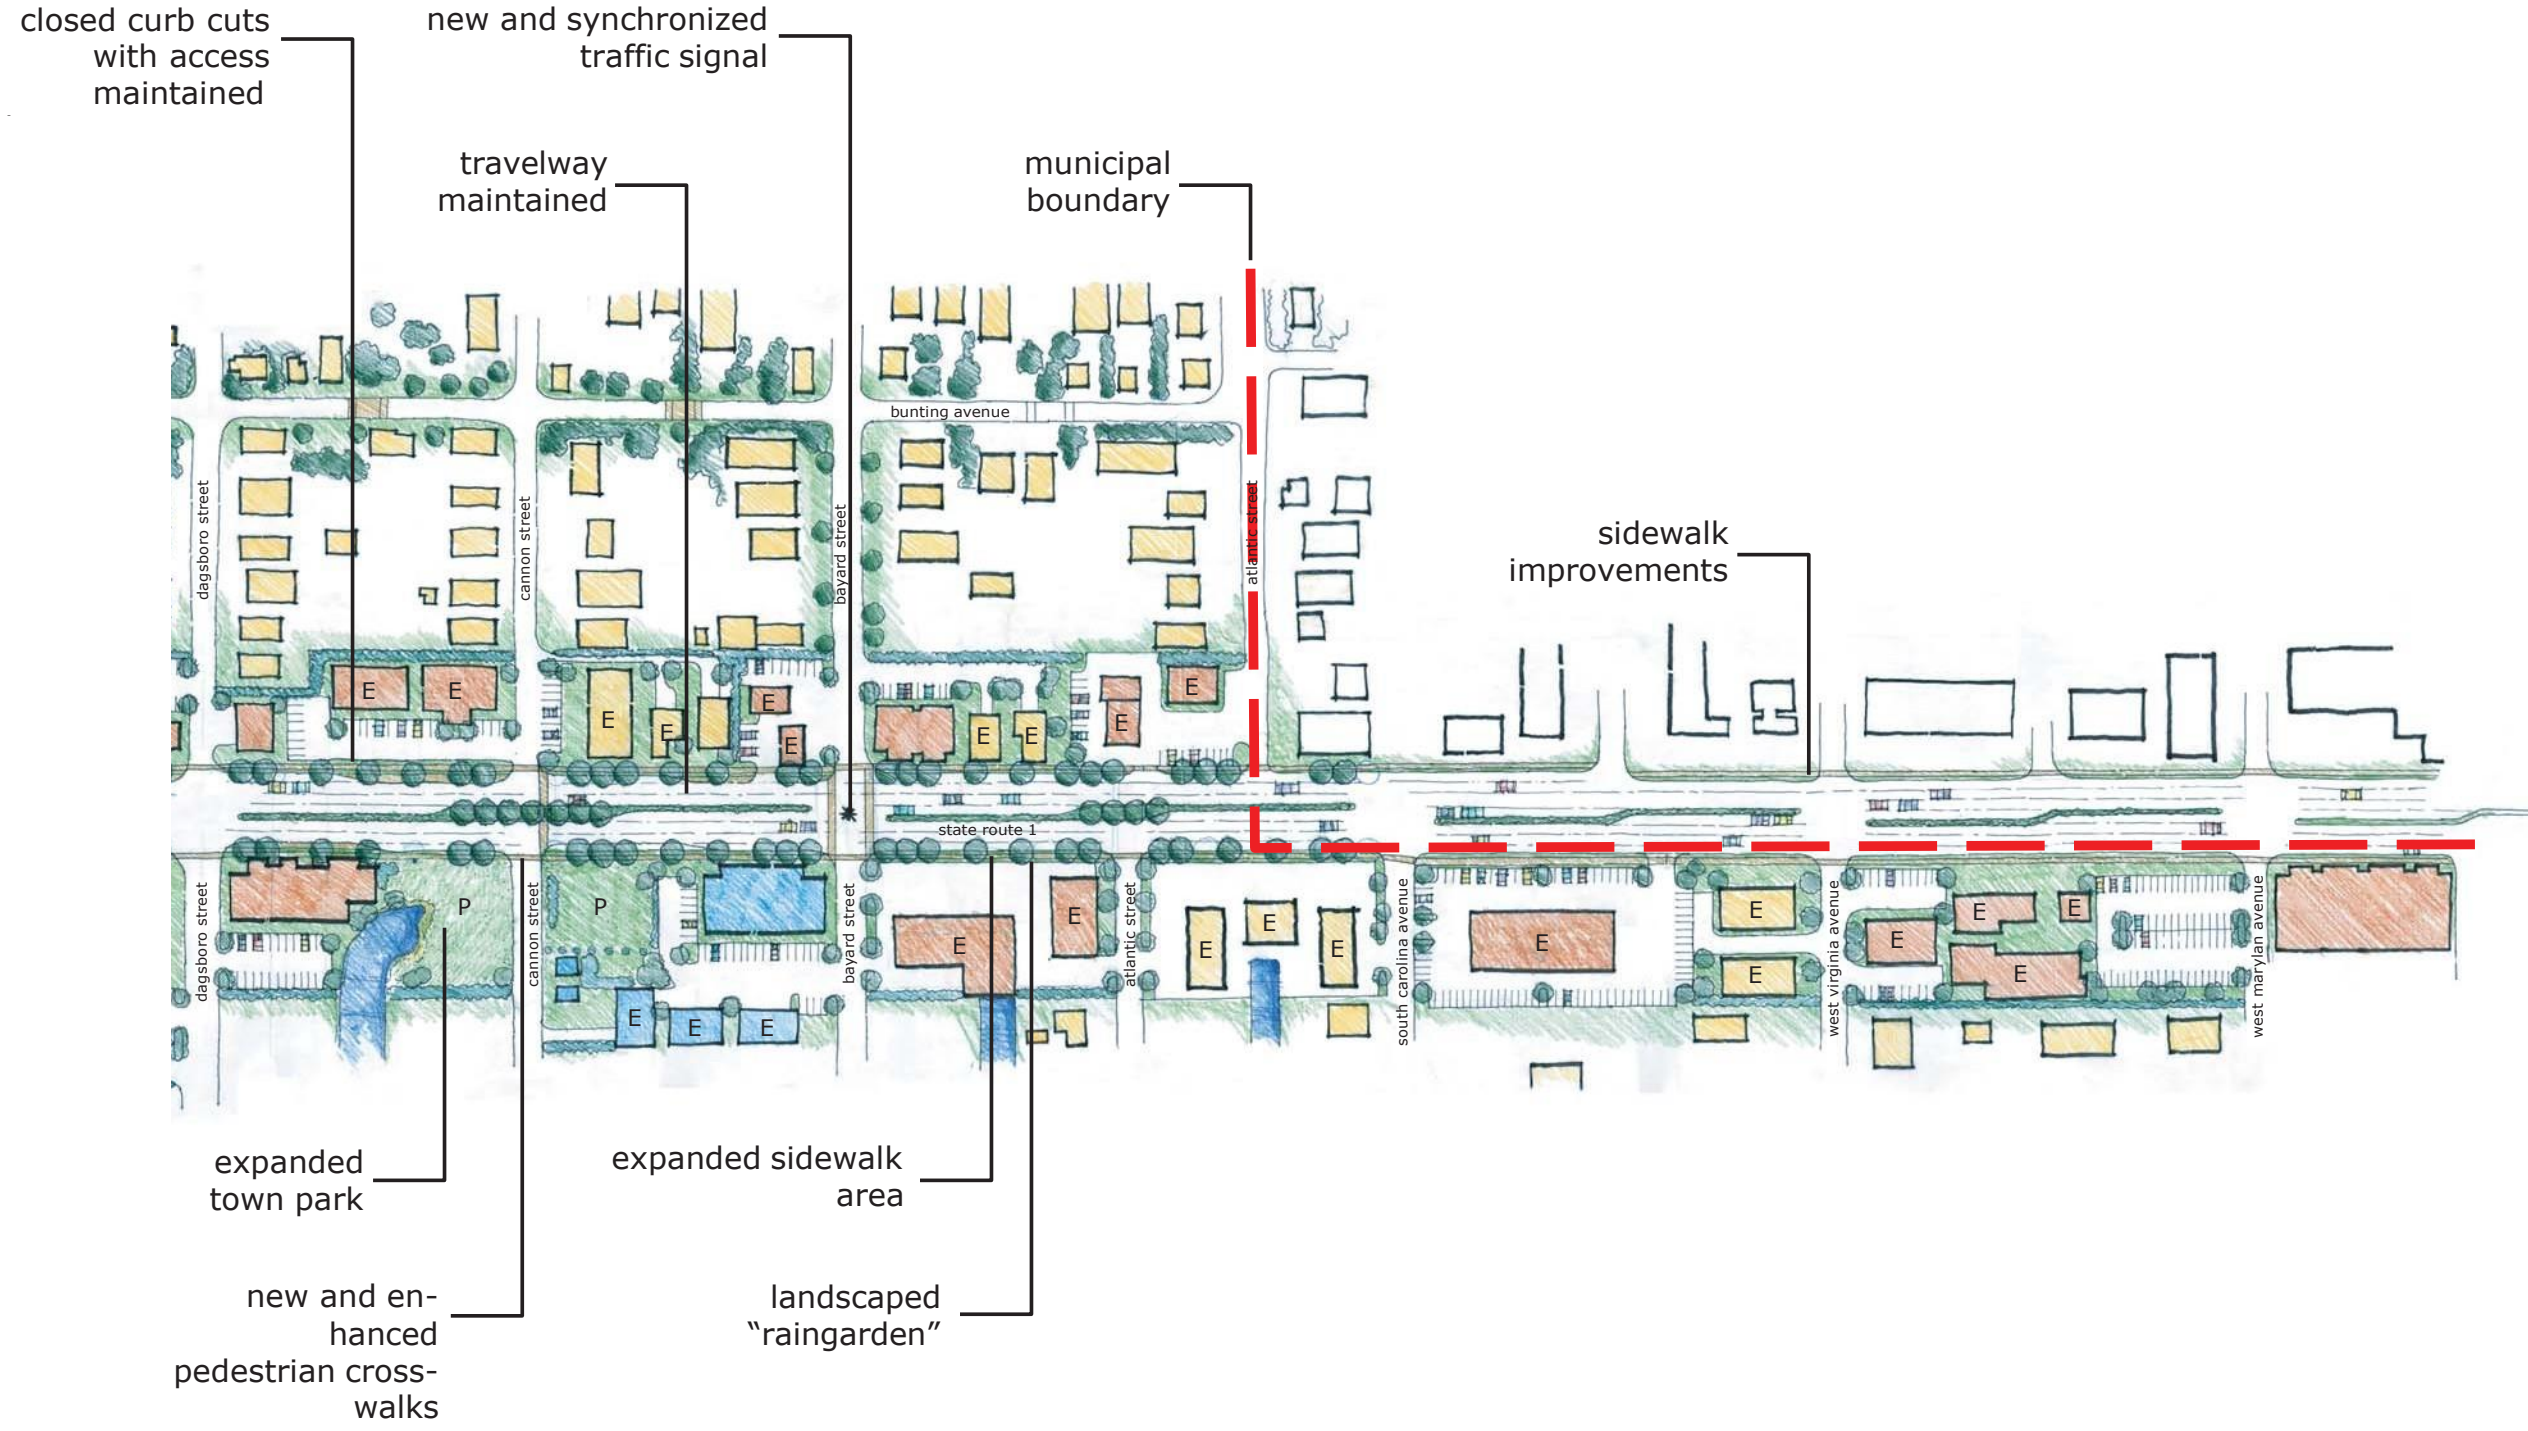 closed curb cuts
with access
maintained
new and synchronized
traffic signal
travelway
maintained
municipal
boundary
sidewalk
improvements
bunting avenue
dagsboro street
cannon street
bayard street
atlantic street
E
E
E
E
E
E
E
E
E
E
state route 1
dagsboro street
P
cannon street
P
bayard street
E
E
atlantic street
E
E
E
south carolina avenue
E
E
E
west virginia avenue
E
E
E
E
west marylan avenue
E
E
E
expanded
town park
expanded sidewalk
area
new and en-
hanced
pedestrian cross-
walks
landscaped
“raingarden”